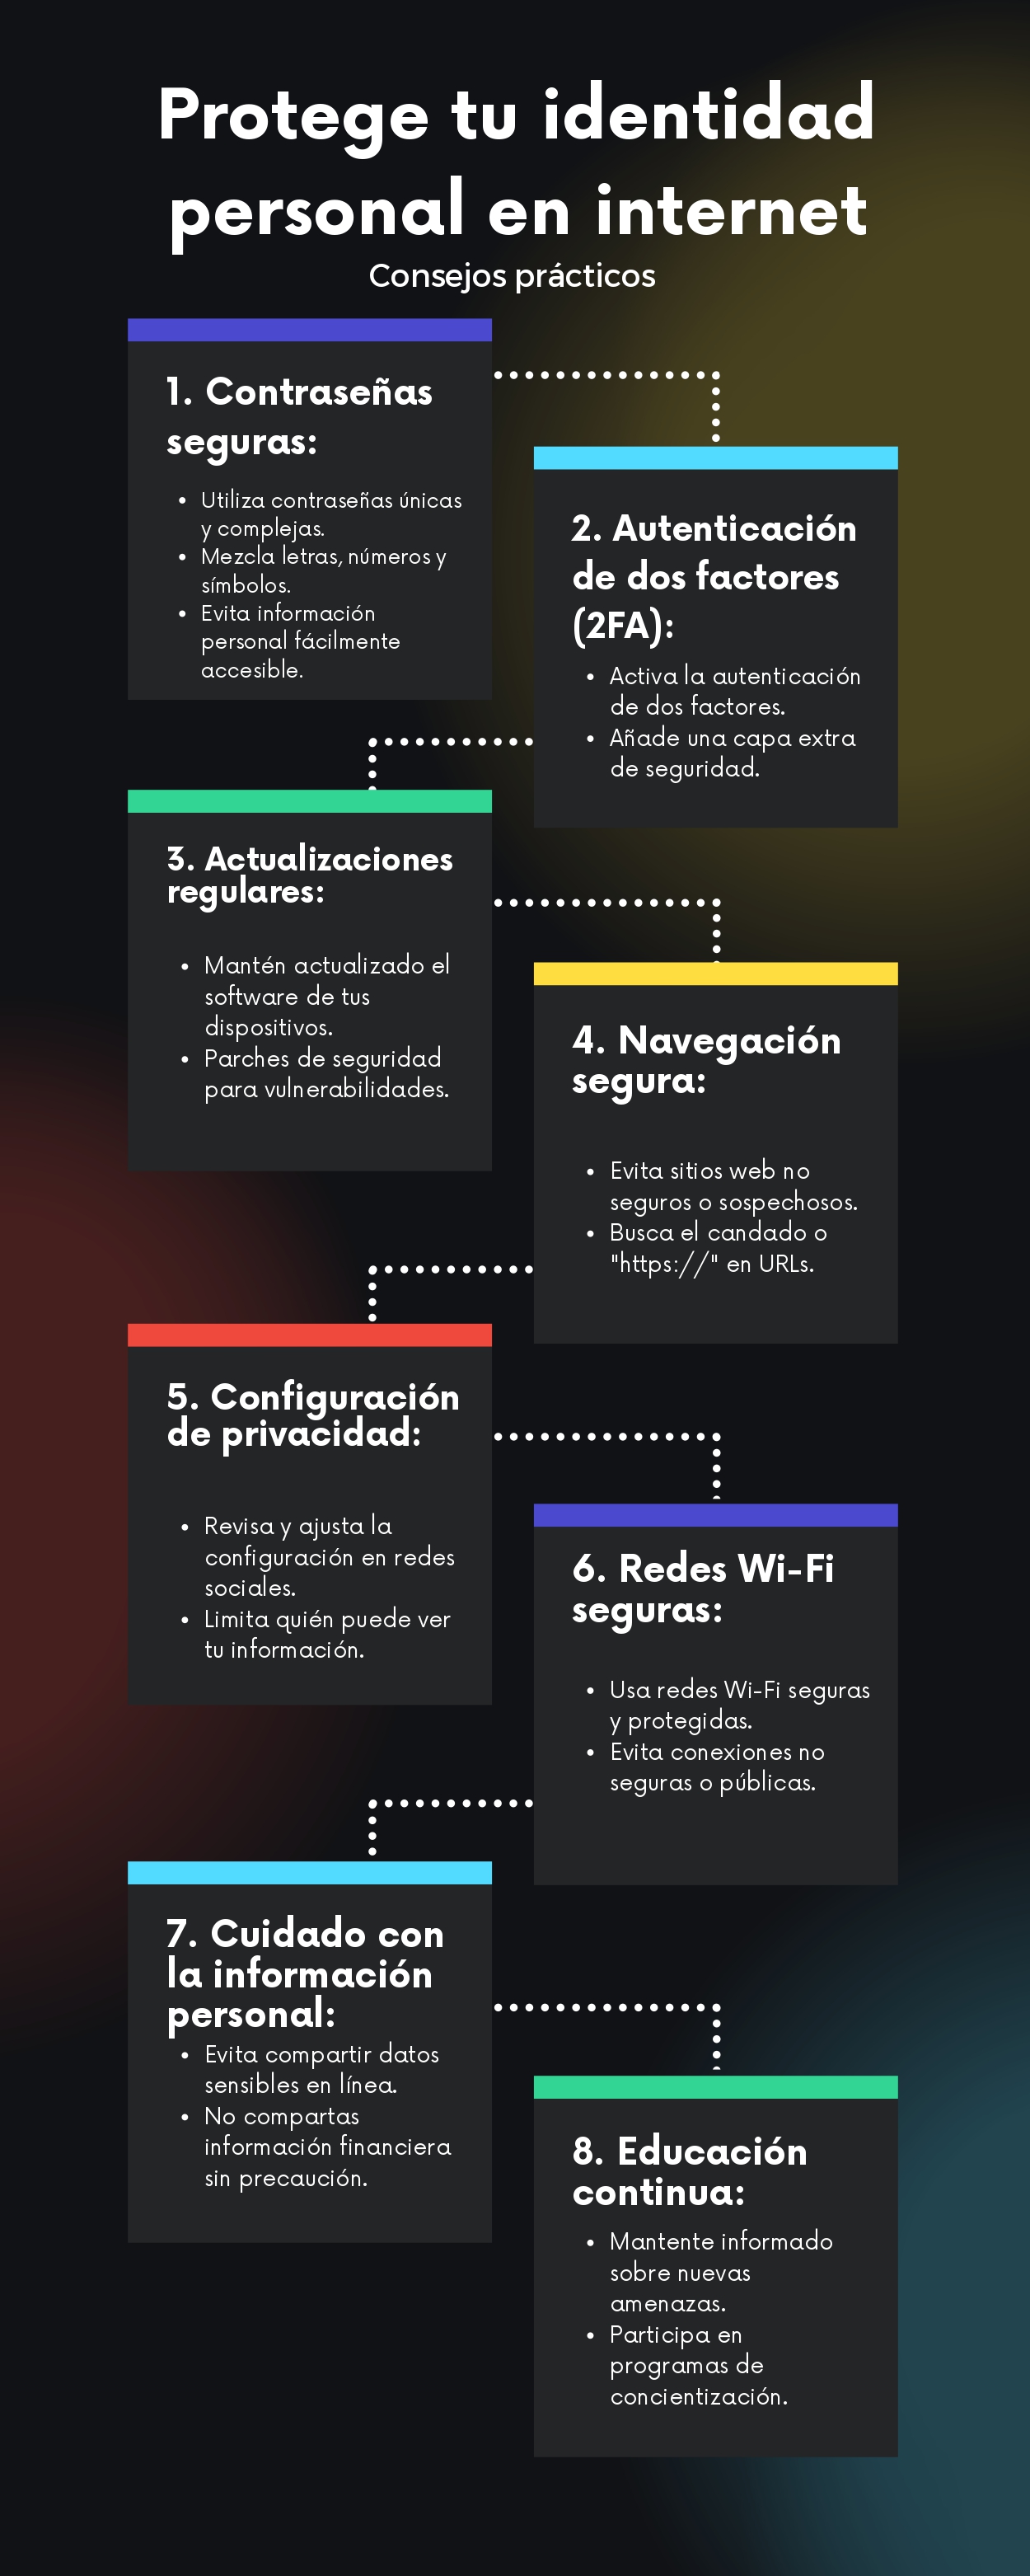 Protege tu identidad
personal en internet
Consejos prácticos
1. Contraseñas
seguras:
• Utiliza contraseñas únicas
y complejas.
• Mezcla letras, números y
símbolos.
• Evita información
personal fácilmente
accesible.
2. Autenticación
de dos factores
(2FA):
• Activa la autenticación
de dos factores.
• Añade una capa extra
de seguridad.
3. Actualizaciones
regulares:
• Mantén actualizado el
software de tus
dispositivos.
• Parches de seguridad
para vulnerabilidades.
4. Navegación
segura:
• Evita sitios web no
seguros o sospechosos.
• Busca el candado o
"https://" en URLs.
5. Configuración
de privacidad:
• Revisa y ajusta la
configuración en redes
sociales.
• Limita quién puede ver
tu información.
6. Redes Wi-Fi
seguras:
• Usa redes Wi-Fi seguras
y protegidas.
• Evita conexiones no
seguras o públicas.
7. Cuidado con
la información
personal:
• Evita compartir datos
sensibles en línea.
• No compartas
información financiera
sin precaución.
8. Educación
continua:
• Mantente informado
sobre nuevas
amenazas.
• Participa en
programas de
concientización.